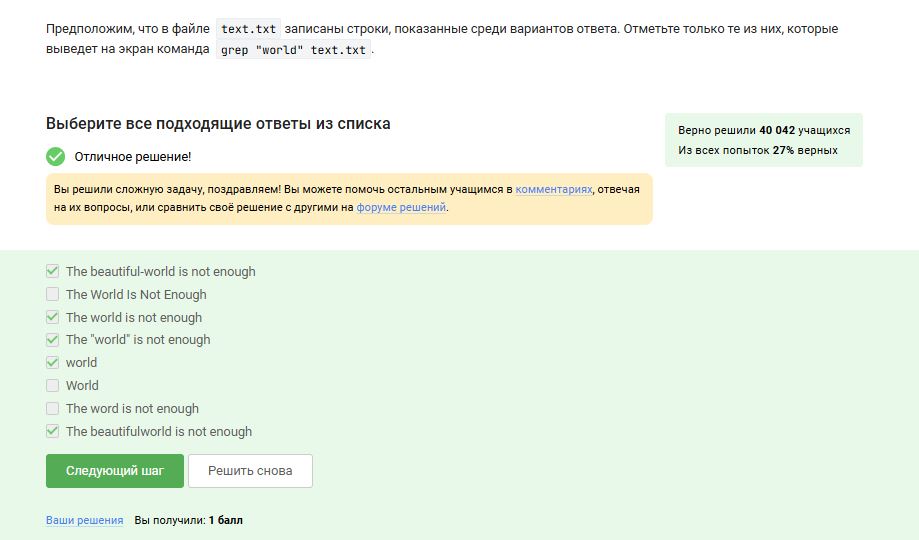 Предположим, что в файле text.txt записаны строки, показанные среди вариантов ответа. Отметьте только те из них, которые
выведет на экран команда grep "world" text.txt.
Выберите все подходящие ответы из списка
Верно решили 40 042 учащихся
Из всех попыток 27% верных
Отличное решение!
Вы решили сложную задачу, поздравляем! Вы можете помочь остальным учащимся в комментариях, отвечая
на их вопросы, или сравнить своё решение с другими на форуме решений.
The beautiful-world is not enough
The World Is Not Enough
The world is not enough
The "world" is not enough
world
World
The word is not enough
The beautifulworld is not enough
Следующий шаг
Решить снова
Ваши решения Вы получили: 1 балл